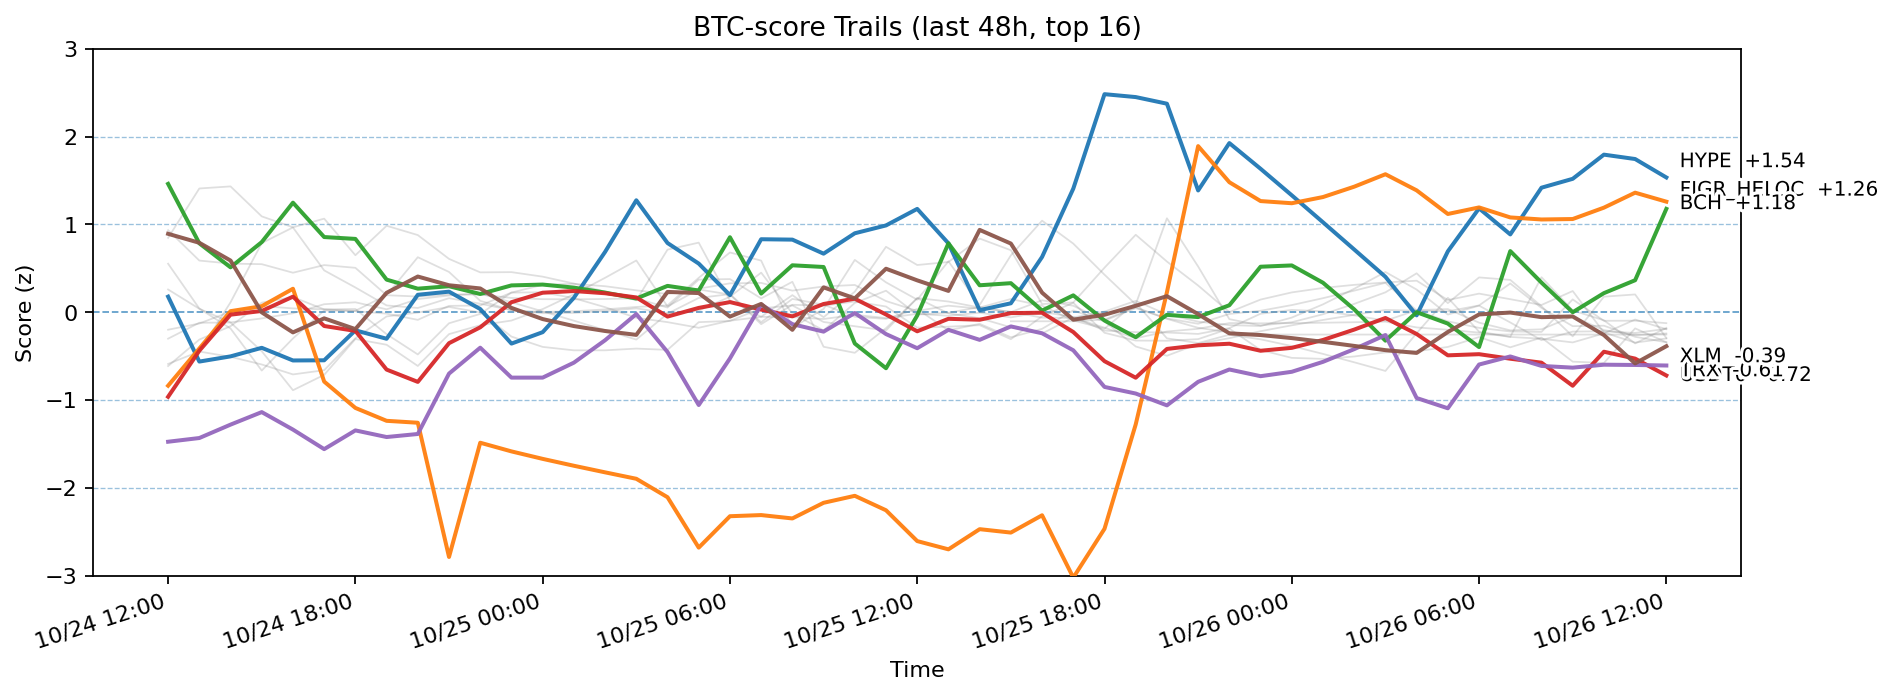 BTC-score Trails (last 48h, top 16)
Score (z)
3
2
1
0
−1
−2
−3
HYPE +1.54
FIGR_HELOC +1.26
BCH +1.18
XLM -0.39
TRX -0.61
10/24 12:00
10/24 18:00
10/25 00:00
10/25 06:00
10/25 12:00
10/25 18:00
10/26 00:00
10/26 06:00
10/26 12:00
Time